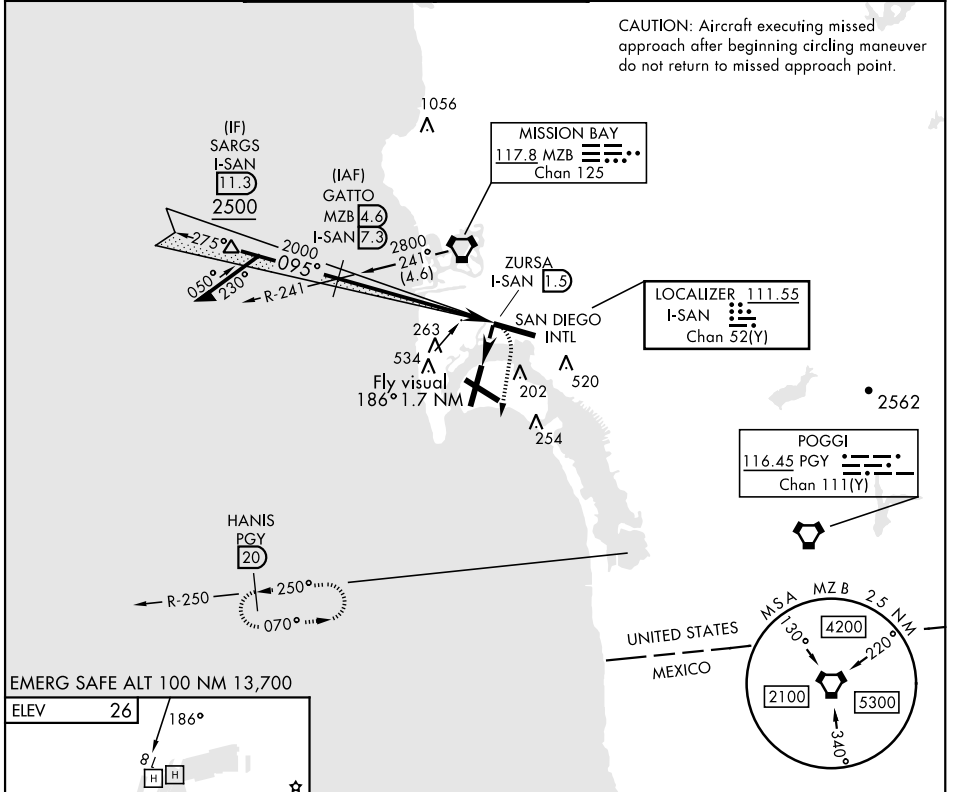 CAUTION: Aircraft executing missed
approach after beginning circling maneuver
do not return to missed approach point.
1056
(IF)
SARGS
I-SAN
11.3
2500
MISSION BAY
117.8 MZB
Chan 125
(IAF)
GATTO
MZB 4.6
I-SAN 7.3
275°
2000
095°
2800
241°
(4.6)
050°
230°
R-241
ZURSA
I-SAN 1.5
LOCALIZER 111.55
I-SAN
Chan 52(Y)
SAN DIEGO
INTL
263
534
520
202
Fly visual
186° 1.7 NM
2562
254
POGGI
116.45 PGY
Chan 111(Y)
HANIS
PGY
20
R-250
250°
070°
MSA MZB 25 NM
130°
4200
220°
UNITED STATES
MEXICO
2100
5300
340°
EMERG SAFE ALT 100 NM 13,700
ELEV 26
186°
18
H H